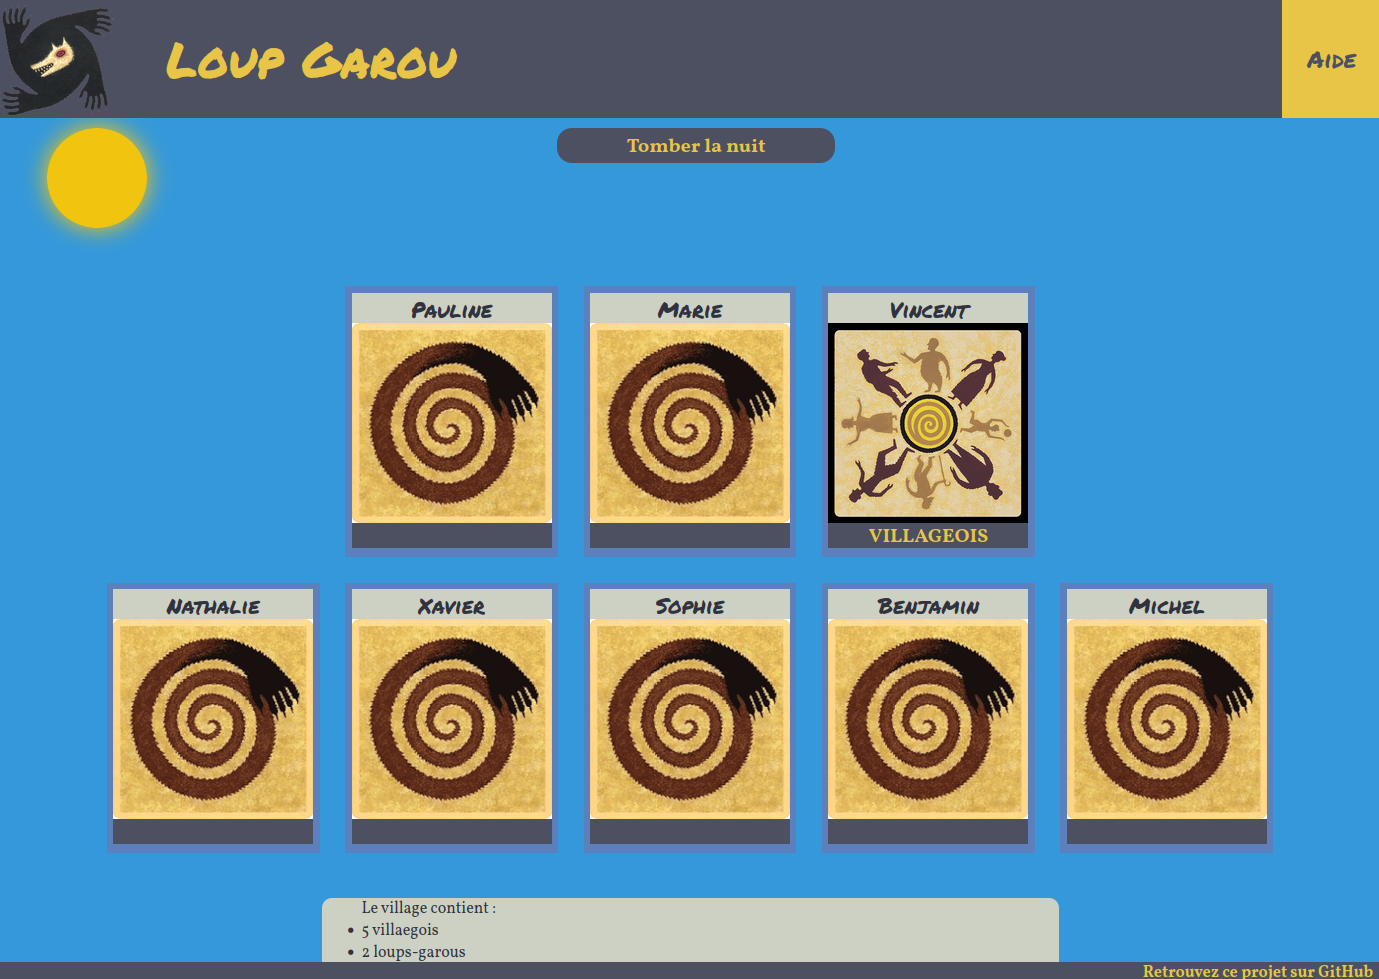 Loup Garou
Aide
Tomber la nuit
Pauline
Marie
Vincent
VILLAGEOIS
Nathalie
Xavier
Sophie
Benjamin
Michel
Le village contient :
• 5 villaegois
• 2 loups-garous
Retrouvez ce projet sur GitHub